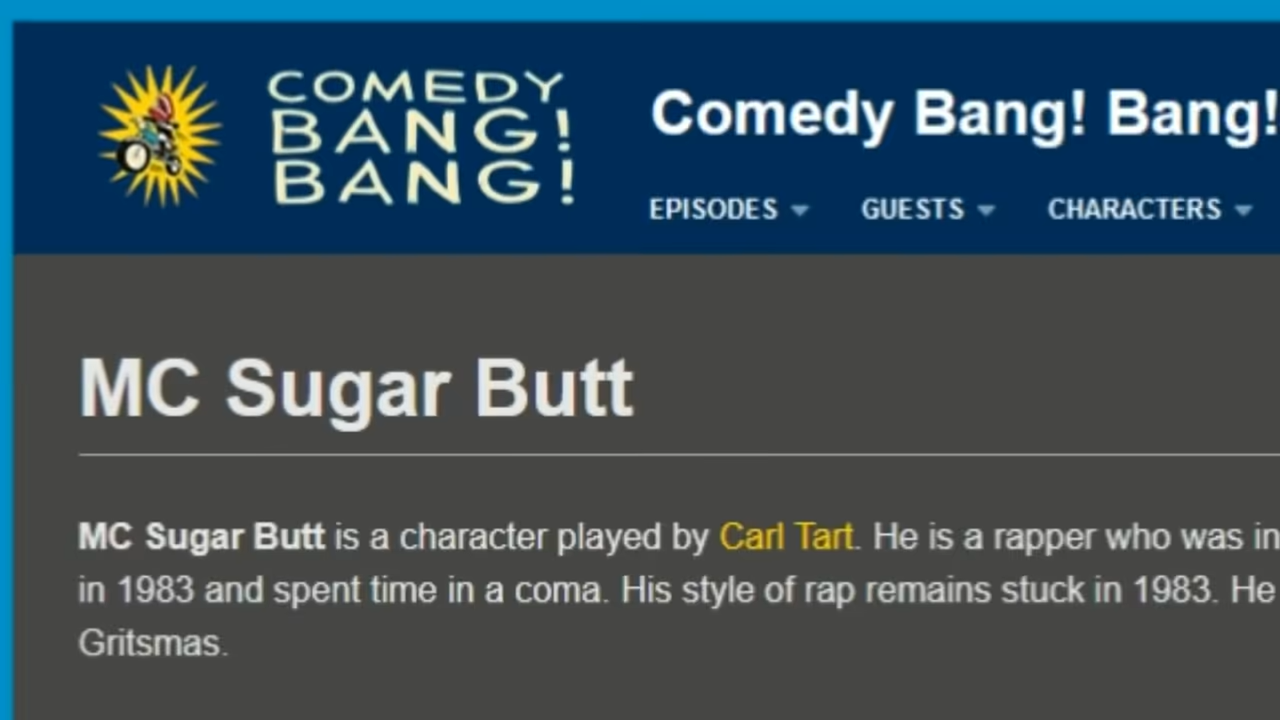 COMEDY
BANG!
BANG!
Comedy Bang! Bang!
EPISODES GUESTS CHARACTERS
MC Sugar Butt
MC Sugar Butt is a character played by Carl Tart. He is a rapper who was in
in 1983 and spent time in a coma. His style of rap remains stuck in 1983. He
Gritsmas.